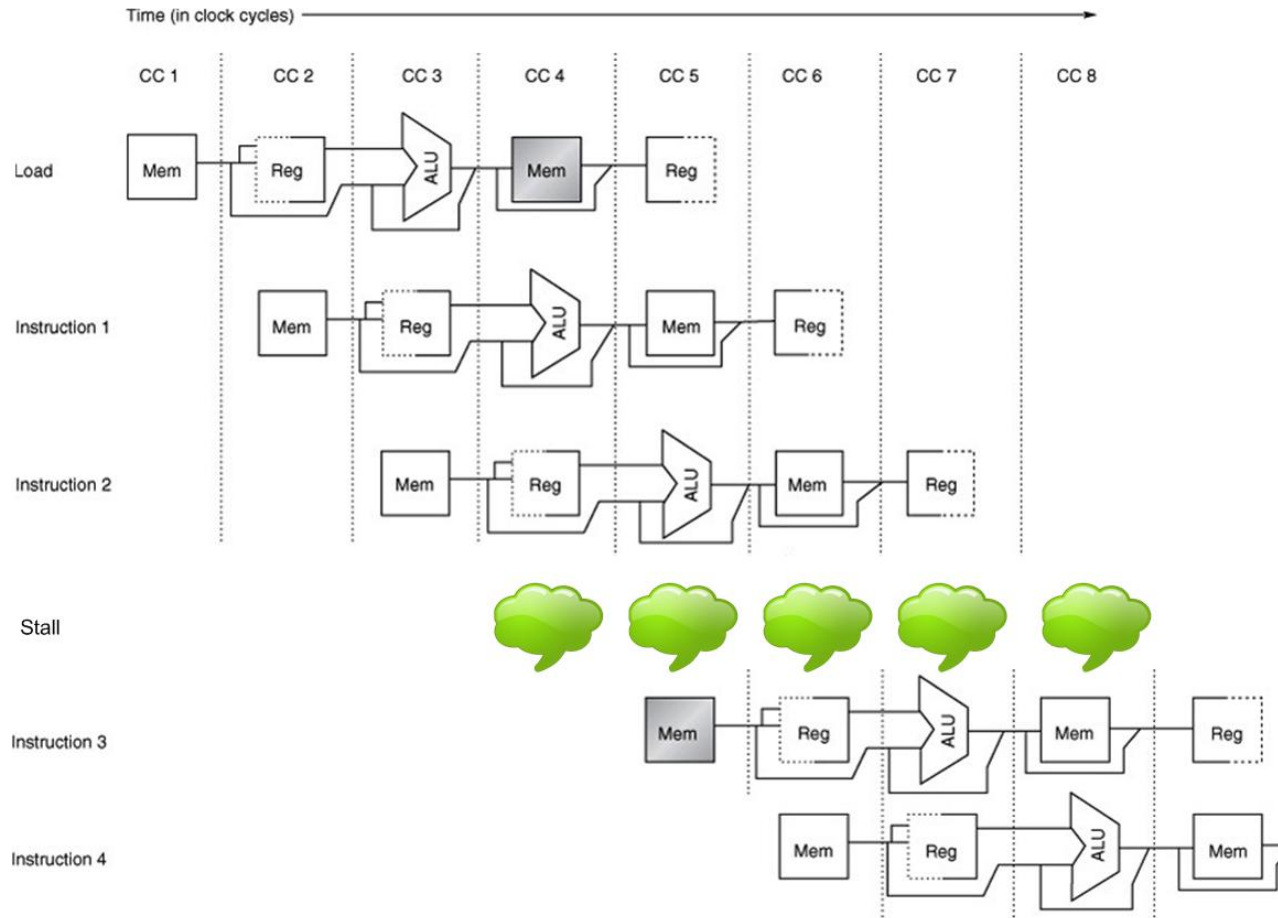 Time (in clock cycles)
CC 1 CC 2 CC 3 CC 4 CC 5 CC 6 CC 7 CC 8
Load Mem Reg ALU Mem Reg
Instruction 1 Mem Reg ALU Mem Reg
Instruction 2 Mem Reg ALU Mem Reg
Stall
Instruction 3 Mem Reg ALU Mem Reg
Instruction 4 Mem Reg ALU Mem